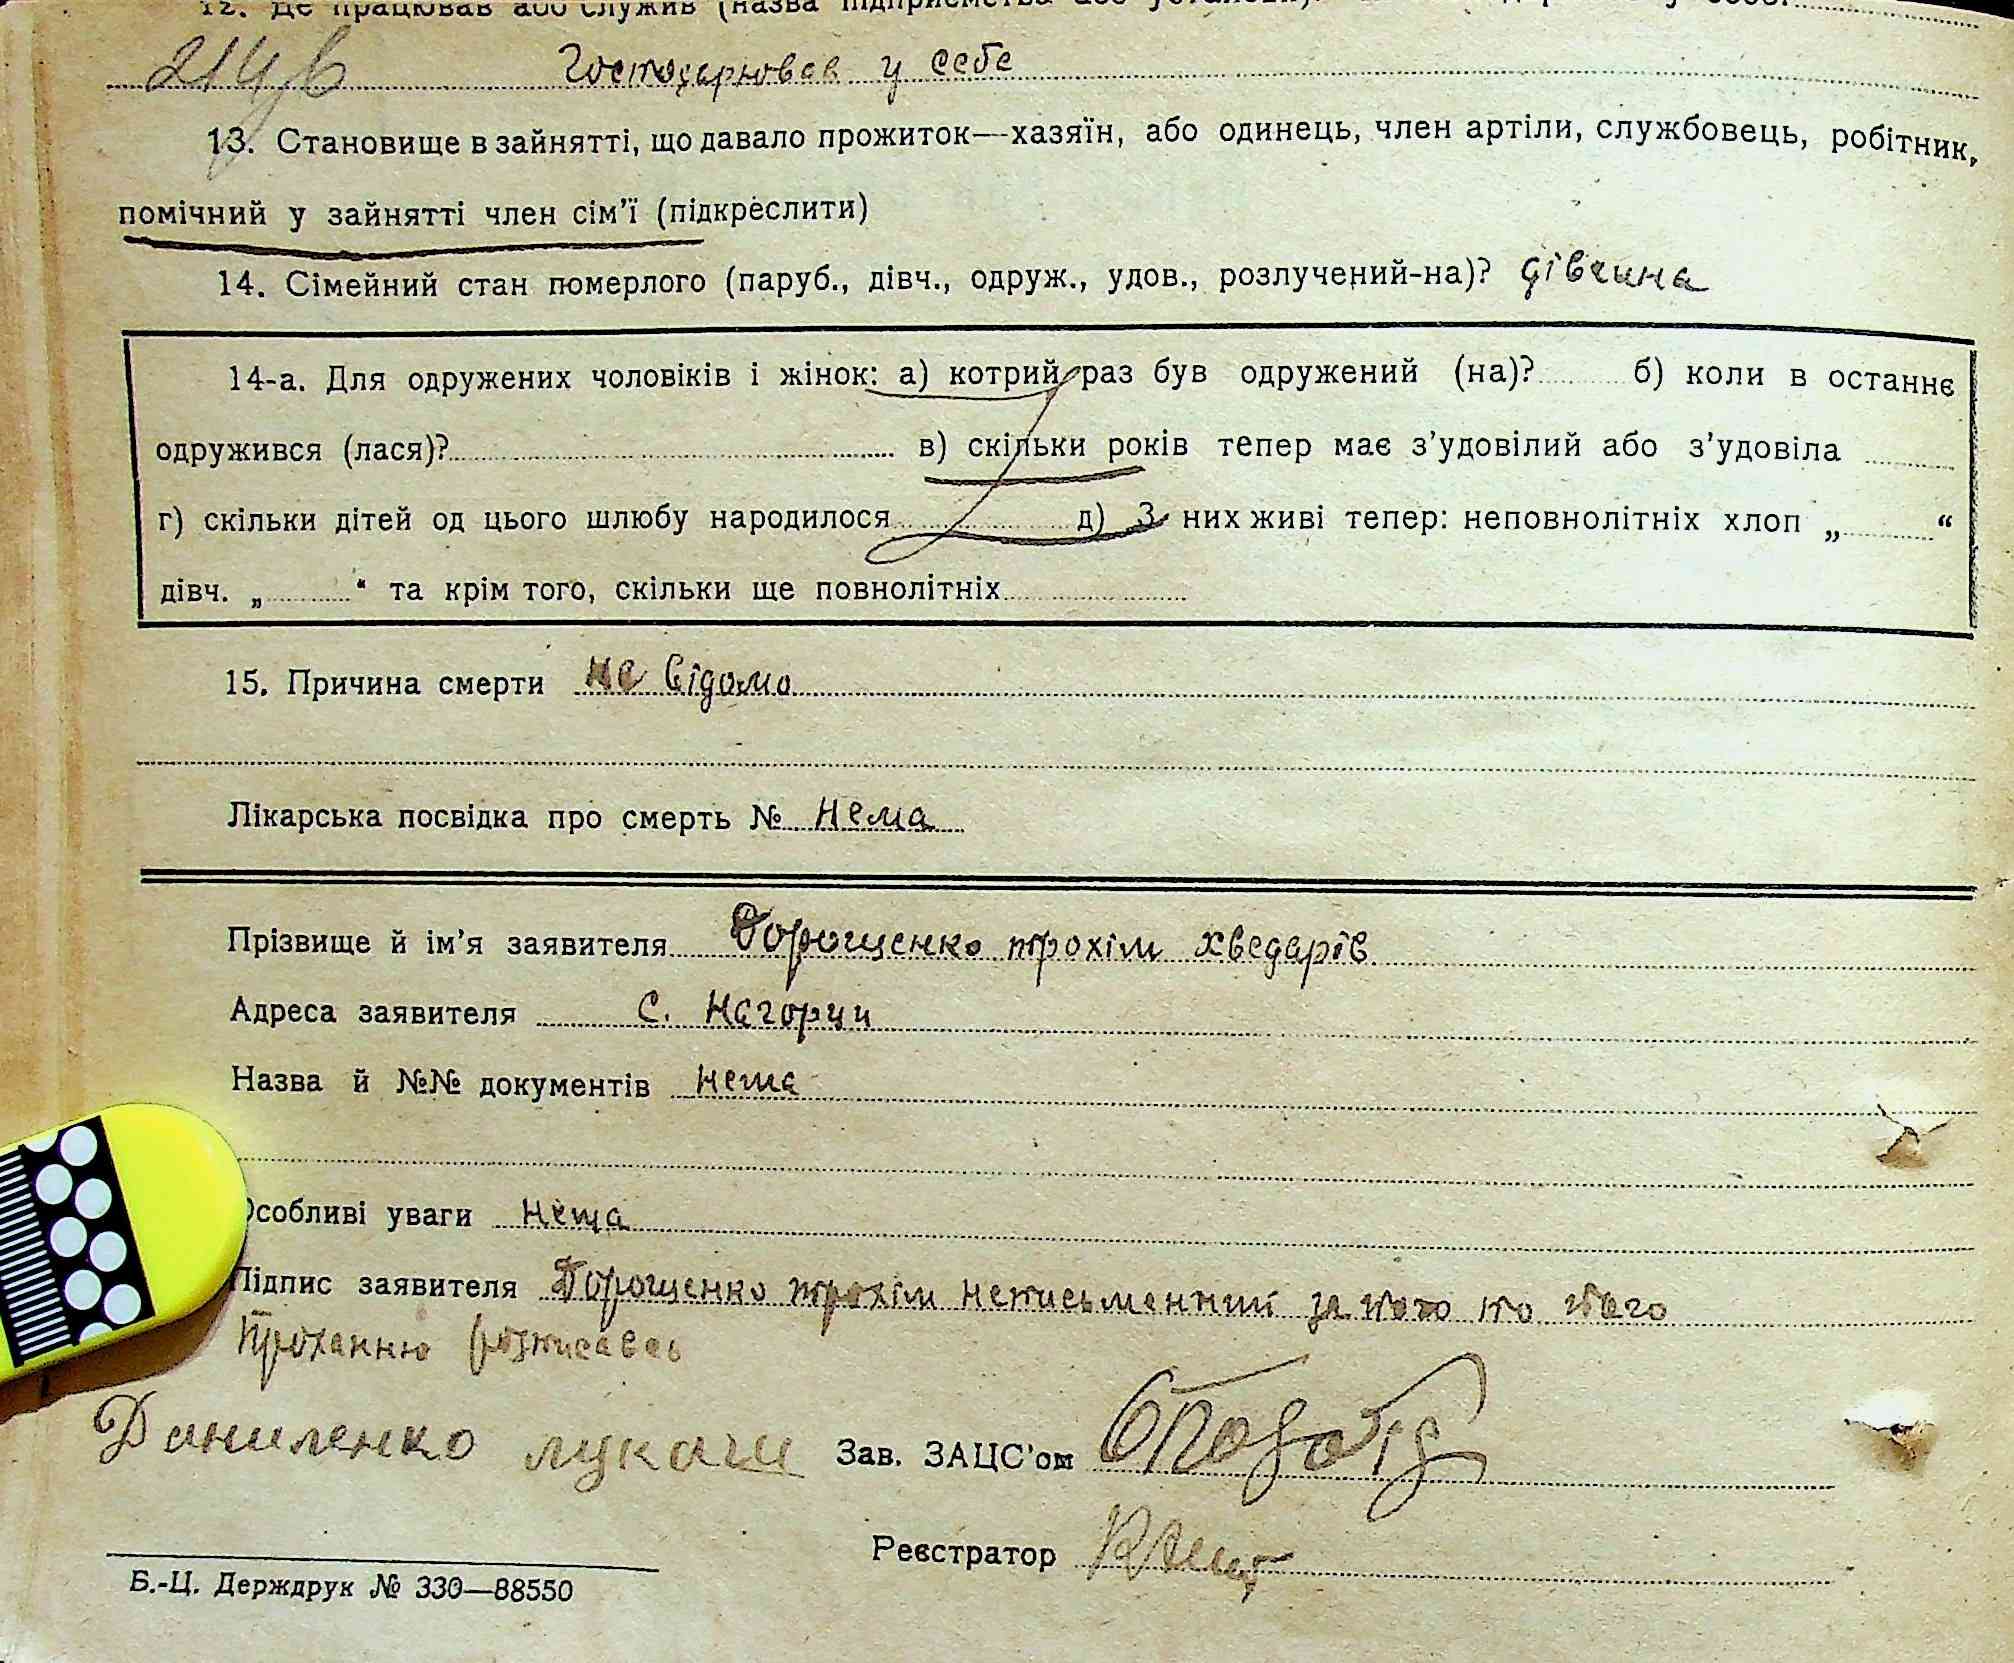 12. Де працював або служив (назва підприємства або установи).
Господарював у себе
13. Становище в зайнятті, що давало прожиток—хазяїн, або одинець, член артіли, службовець, робітник,
помічний у зайнятті член сім'ї (підкреслити)
14. Сімейний стан померлого (паруб., дівч., одруж., удов., розлучений-на)? дівчина
14-а. Для одружених чоловіків і жінок: а) котрий раз був одружений (на)? б) коли в останнє
одружився (лася)? в) скільки років тепер має з'удовілий або з'удовіла
г) скільки дітей од цього шлюбу народилося д) З них живі тепер: неповнолітніх хлоп „ “
дівч. „ “ та крім того, скільки ще повнолітніх
15. Причина смерти не відомо
Лікарська посвідка про смерть № нема
Прізвище й ім'я заявителя Дорощенко трохім хведарів
Адреса заявителя с. Нагорци
Назва й №№ документів нема
Особливі уваги нема
Підпис заявителя Дорощенко трохім неписьменний за його по його
Проханню розписавсь
Даниленко лукаш Зав. ЗАЦС'ом
Реєстратор
Б.-Ц. Держдрук № 330—88550